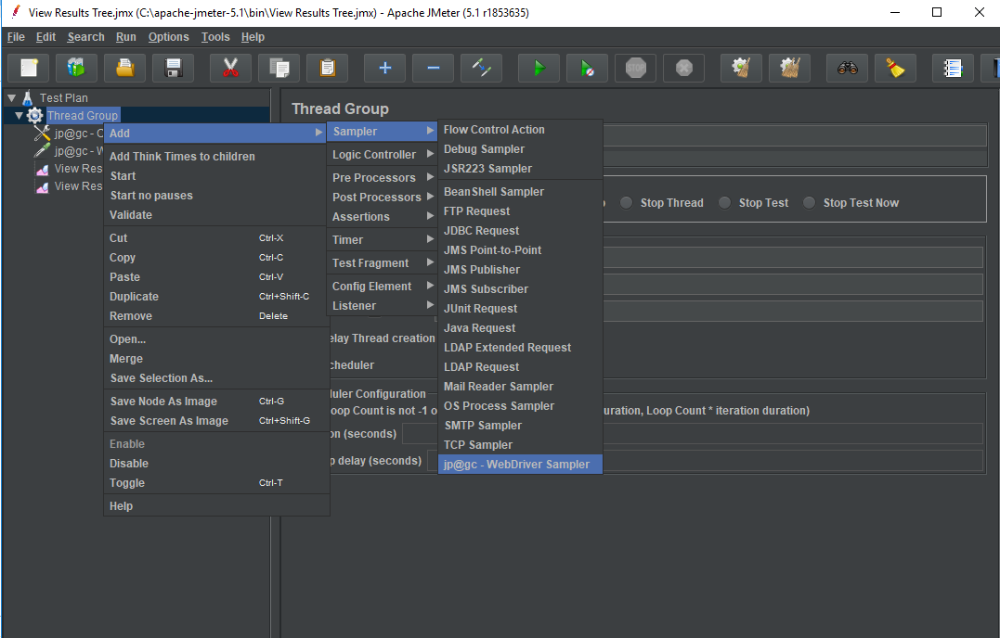 View Results Tree.jmx (C:\apache-jmeter-5.1\bin\View Results Tree.jmx) - Apache JMeter (5.1 r1853635)
File Edit Search Run Options Tools Help
STOP
Test Plan
Thread Group
jp@gc - C
jp@gc - W
View Res
View Res
Add
Add Think Times to children
Start
Start no pauses
Validate
Cut Ctrl-X
Copy Ctrl-C
Paste Ctrl-V
Duplicate Ctrl+Shift-C
Remove Delete
Open...
Merge
Save Selection As...
Save Node As Image Ctrl-G
Save Screen As Image Ctrl+Shift-G
Enable
Disable
Toggle Ctrl-T
Help
Sampler
Logic Controller
Pre Processors
Post Processors
Assertions
Timer
Test Fragment
Config Element
Listener
Flow Control Action
Debug Sampler
JSR223 Sampler
BeanShell Sampler
FTP Request
JDBC Request
JMS Point-to-Point
JMS Publisher
JMS Subscriber
JUnit Request
Java Request
LDAP Extended Request
LDAP Request
Mail Reader Sampler
OS Process Sampler
SMTP Sampler
TCP Sampler
jp@gc - WebDriver Sampler
Thread Group
Stop Thread Stop Test Stop Test Now
elay Thread creation
cheduler
uler Configuration
oop Count is not -1 o uration, Loop Count * iteration duration)
on (seconds)
p delay (seconds)